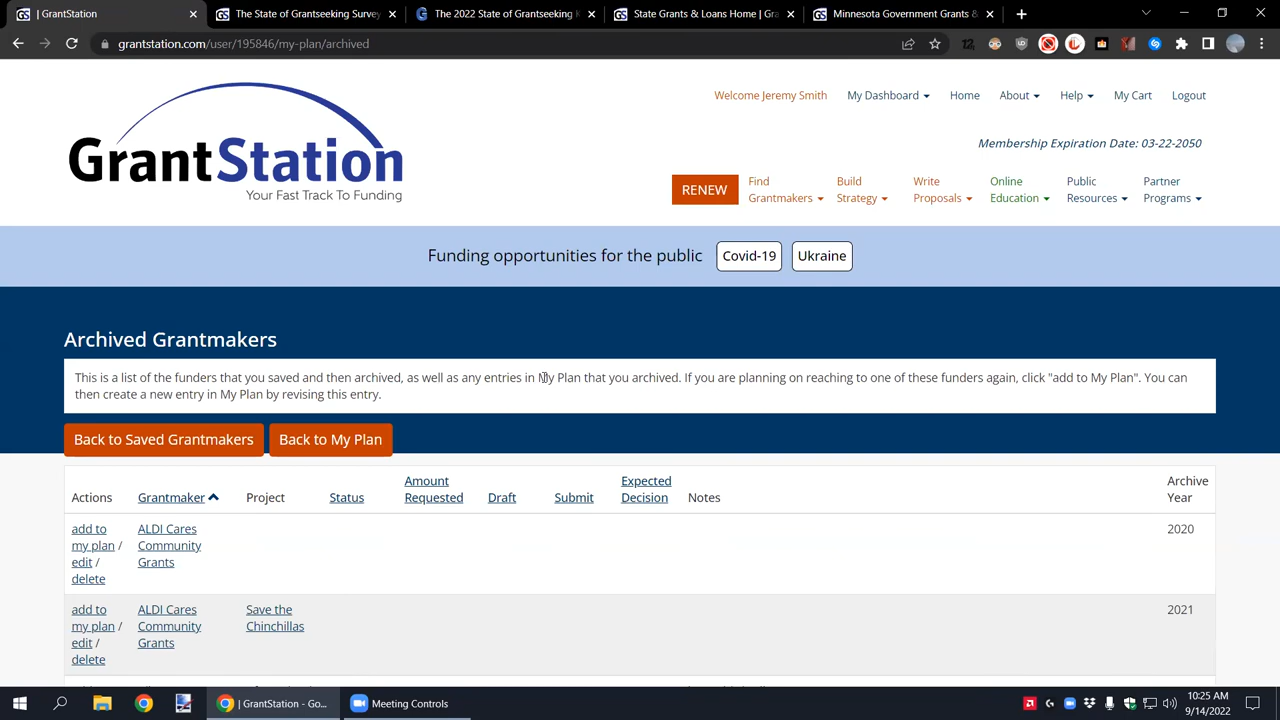 | GrantStation
The State of Grantseeking Survey
The 2022 State of Grantseeking
State Grants & Loans Home | Gra
Minnesota Government Grants &
grantstation.com/user/195846/my-plan/archived
Welcome Jeremy Smith
My Dashboard
Home
About
Help
My Cart
Logout
GrantStation
Your Fast Track To Funding
Membership Expiration Date: 03-22-2050
RENEW
Find
Grantmakers
Build
Strategy
Write
Proposals
Online
Education
Public
Resources
Partner
Programs
Funding opportunities for the public
Covid-19
Ukraine
Archived Grantmakers
This is a list of the funders that you saved and then archived, as well as any entries in My Plan that you archived. If you are planning on reaching to one of these funders again, click "add to My Plan". You can
then create a new entry in My Plan by revising this entry.
Back to Saved Grantmakers
Back to My Plan
Actions
Grantmaker
Project
Status
Amount
Requested
Draft
Submit
Expected
Decision
Notes
Archive
Year
add to
my plan /
edit /
delete
ALDI Cares
Community
Grants
2020
add to
my plan /
edit /
delete
ALDI Cares
Community
Grants
Save the
Chinchillas
2021
| GrantStation - Go...
Meeting Controls
10:25 AM
9/14/2022